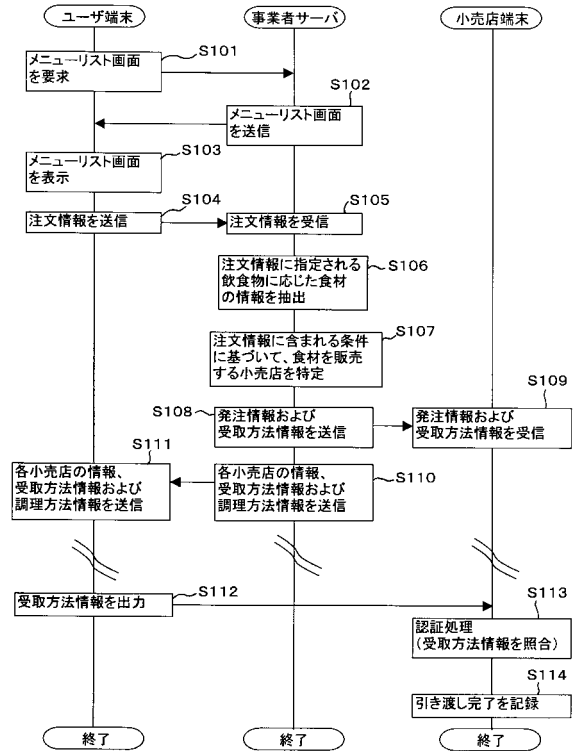 ユーザ端末
事業者サーバ
小売店端末
S101
メニューリスト画面
を要求
S102
メニューリスト画面
を送信
S103
メニューリスト画面
を表示
S104
注文情報を送信
S105
注文情報を受信
S106
注文情報に指定される
飲食物に応じた食材
の情報を抽出
S107
注文情報に含まれる条件
に基づいて、食材を販売
する小売店を特定
S108
発注情報および
受取方法情報を送信
S109
発注情報および
受取方法情報を受信
S111
各小売店の情報、
受取方法情報および
調理方法情報を送信
S110
各小売店の情報、
受取方法情報および
調理方法情報を送信
S112
受取方法情報を出力
S113
認証処理
(受取方法情報を照合)
S114
引き渡し完了を記録
終了
終了
終了